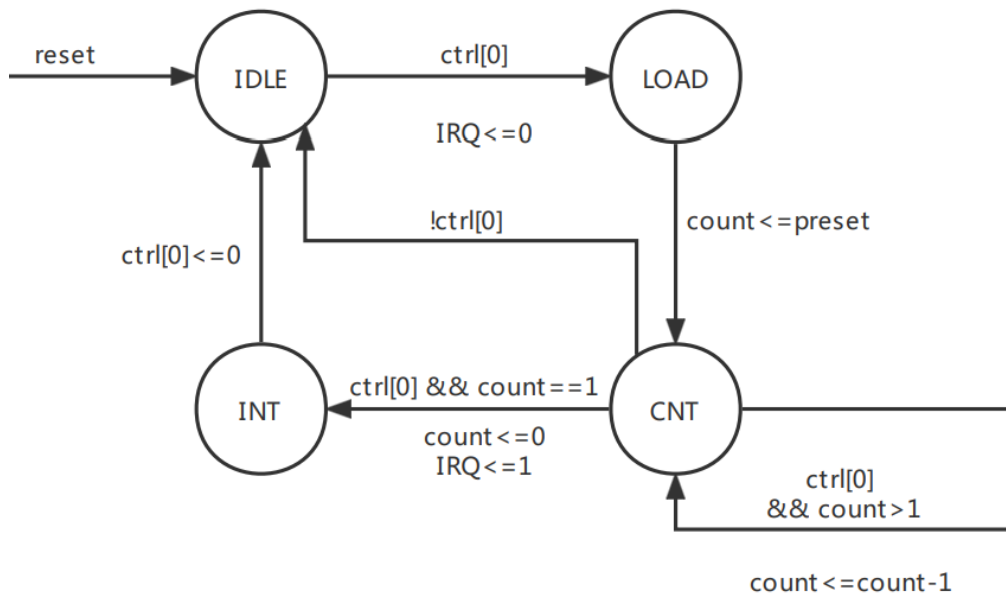 reset
IDLE
ctrl[0]
LOAD
IRQ<=0
!ctrl[0]
count<=preset
ctrl[0]<=0
INT
ctrl[0] && count==1
CNT
count<=0
IRQ<=1
ctrl[0]
&& count>1
count<=count-1